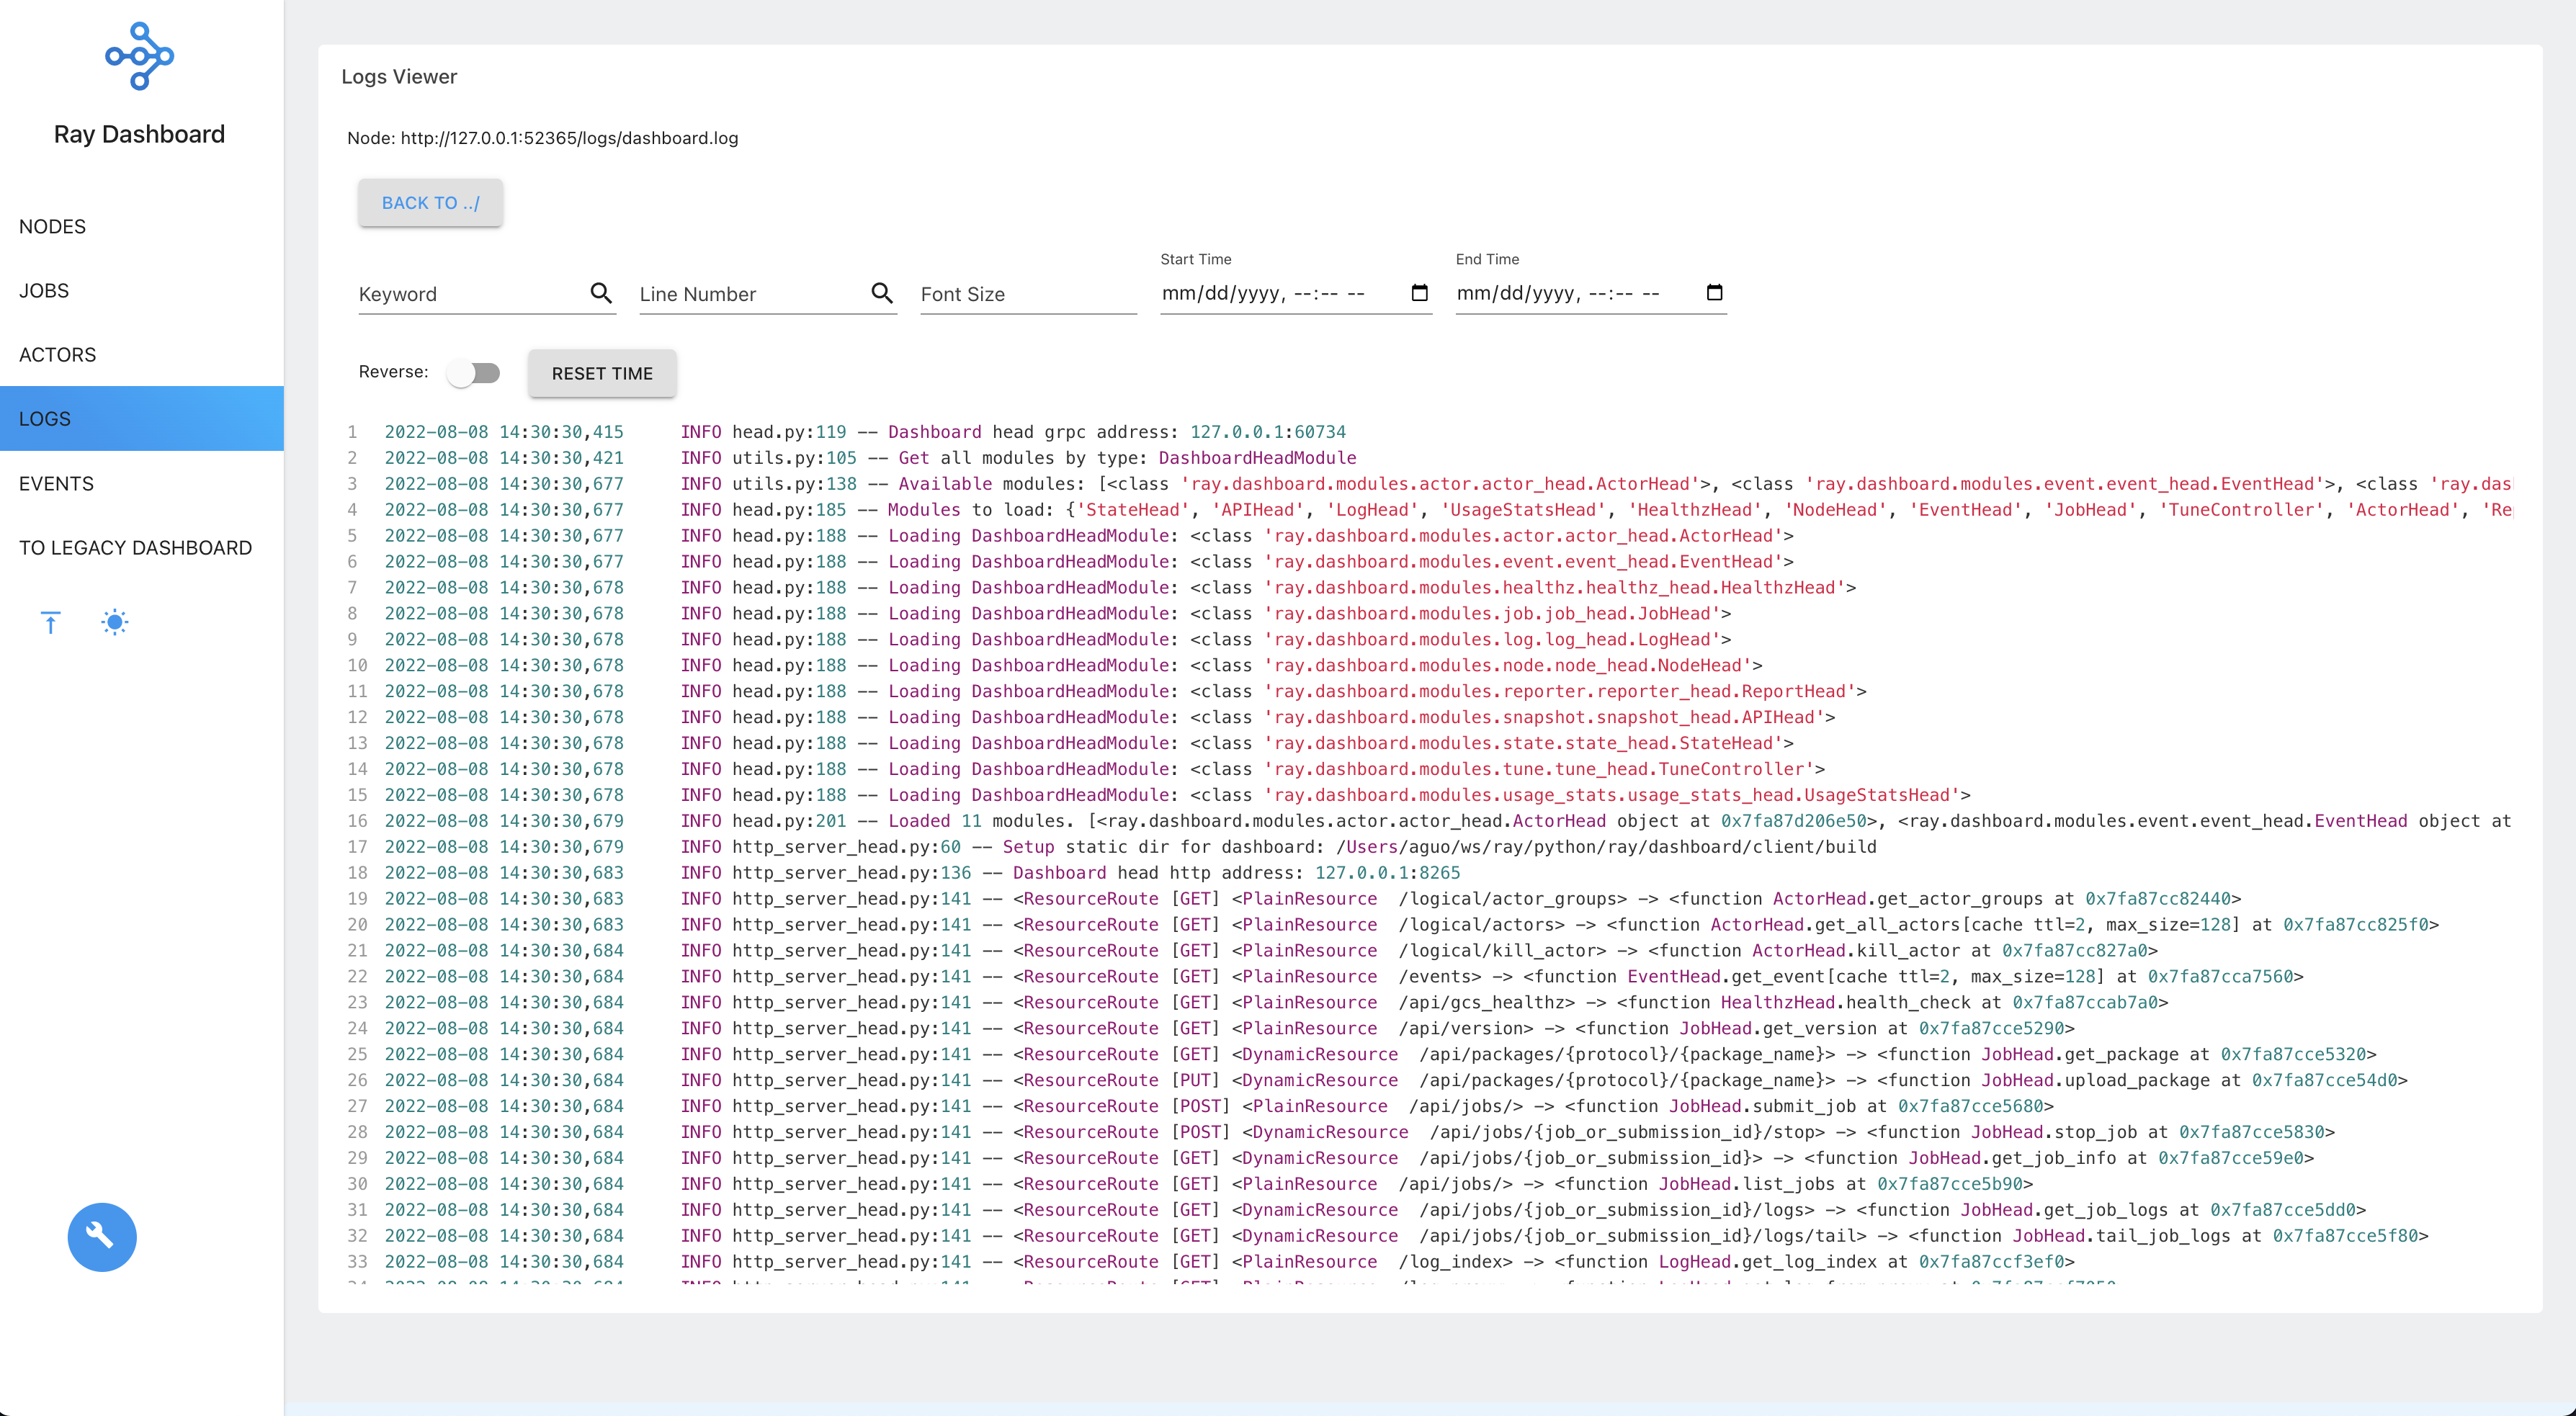 Ray Dashboard
NODES
JOBS
ACTORS
LOGS
EVENTS
TO LEGACY DASHBOARD
Logs Viewer
Node: http://127.0.0.1:52365/logs/dashboard.log
BACK TO ../
Keyword
Line Number
Font Size
Start Time
mm/dd/yyyy, --:-- --
End Time
mm/dd/yyyy, --:-- --
Reverse:
RESET TIME
1 2022-08-08 14:30:30,415 INFO head.py:119 -- Dashboard head grpc address: 127.0.0.1:60734
2 2022-08-08 14:30:30,421 INFO utils.py:105 -- Get all modules by type: DashboardHeadModule
3 2022-08-08 14:30:30,677 INFO utils.py:138 -- Available modules: [<class 'ray.dashboard.modules.actor.actor_head.ActorHead'>, <class 'ray.dashboard.modules.event.event_head.EventHead'>, <class 'ray.das
4 2022-08-08 14:30:30,677 INFO head.py:185 -- Modules to load: {'StateHead', 'APIHead', 'LogHead', 'UsageStatsHead', 'HealthzHead', 'NodeHead', 'EventHead', 'JobHead', 'TuneController', 'ActorHead', 'Re
5 2022-08-08 14:30:30,677 INFO head.py:188 -- Loading DashboardHeadModule: <class 'ray.dashboard.modules.actor.actor_head.ActorHead'>
6 2022-08-08 14:30:30,677 INFO head.py:188 -- Loading DashboardHeadModule: <class 'ray.dashboard.modules.event.event_head.EventHead'>
7 2022-08-08 14:30:30,678 INFO head.py:188 -- Loading DashboardHeadModule: <class 'ray.dashboard.modules.healthz.healthz_head.HealthzHead'>
8 2022-08-08 14:30:30,678 INFO head.py:188 -- Loading DashboardHeadModule: <class 'ray.dashboard.modules.job.job_head.JobHead'>
9 2022-08-08 14:30:30,678 INFO head.py:188 -- Loading DashboardHeadModule: <class 'ray.dashboard.modules.log.log_head.LogHead'>
10 2022-08-08 14:30:30,678 INFO head.py:188 -- Loading DashboardHeadModule: <class 'ray.dashboard.modules.node.node_head.NodeHead'>
11 2022-08-08 14:30:30,678 INFO head.py:188 -- Loading DashboardHeadModule: <class 'ray.dashboard.modules.reporter.reporter_head.ReportHead'>
12 2022-08-08 14:30:30,678 INFO head.py:188 -- Loading DashboardHeadModule: <class 'ray.dashboard.modules.snapshot.snapshot_head.APIHead'>
13 2022-08-08 14:30:30,678 INFO head.py:188 -- Loading DashboardHeadModule: <class 'ray.dashboard.modules.state.state_head.StateHead'>
14 2022-08-08 14:30:30,678 INFO head.py:188 -- Loading DashboardHeadModule: <class 'ray.dashboard.modules.tune.tune_head.TuneController'>
15 2022-08-08 14:30:30,678 INFO head.py:188 -- Loading DashboardHeadModule: <class 'ray.dashboard.modules.usage_stats.usage_stats_head.UsageStatsHead'>
16 2022-08-08 14:30:30,679 INFO head.py:201 -- Loaded 11 modules. [<ray.dashboard.modules.actor.actor_head.ActorHead object at 0x7fa87d206e50>, <ray.dashboard.modules.event.event_head.EventHead object at
17 2022-08-08 14:30:30,679 INFO http_server_head.py:60 -- Setup static dir for dashboard: /Users/aguo/ws/ray/python/ray/dashboard/client/build
18 2022-08-08 14:30:30,683 INFO http_server_head.py:136 -- Dashboard head http address: 127.0.0.1:8265
19 2022-08-08 14:30:30,683 INFO http_server_head.py:141 -- <ResourceRoute [GET] <PlainResource /logical/actor_groups> -> <function ActorHead.get_actor_groups at 0x7fa87cc82440>
20 2022-08-08 14:30:30,683 INFO http_server_head.py:141 -- <ResourceRoute [GET] <PlainResource /logical/actors> -> <function ActorHead.get_all_actors[cache ttl=2, max_size=128] at 0x7fa87cc825f0>
21 2022-08-08 14:30:30,684 INFO http_server_head.py:141 -- <ResourceRoute [GET] <PlainResource /logical/kill_actor> -> <function ActorHead.kill_actor at 0x7fa87cc827a0>
22 2022-08-08 14:30:30,684 INFO http_server_head.py:141 -- <ResourceRoute [GET] <PlainResource /events> -> <function EventHead.get_event[cache ttl=2, max_size=128] at 0x7fa87cca7560>
23 2022-08-08 14:30:30,684 INFO http_server_head.py:141 -- <ResourceRoute [GET] <PlainResource /api/gcs_healthz> -> <function HealthzHead.health_check at 0x7fa87ccab7a0>
24 2022-08-08 14:30:30,684 INFO http_server_head.py:141 -- <ResourceRoute [GET] <PlainResource /api/version> -> <function JobHead.get_version at 0x7fa87cce5290>
25 2022-08-08 14:30:30,684 INFO http_server_head.py:141 -- <ResourceRoute [GET] <DynamicResource /api/packages/{protocol}/{package_name}> -> <function JobHead.get_package at 0x7fa87cce5320>
26 2022-08-08 14:30:30,684 INFO http_server_head.py:141 -- <ResourceRoute [PUT] <DynamicResource /api/packages/{protocol}/{package_name}> -> <function JobHead.upload_package at 0x7fa87cce54d0>
27 2022-08-08 14:30:30,684 INFO http_server_head.py:141 -- <ResourceRoute [POST] <PlainResource /api/jobs/> -> <function JobHead.submit_job at 0x7fa87cce5680>
28 2022-08-08 14:30:30,684 INFO http_server_head.py:141 -- <ResourceRoute [POST] <DynamicResource /api/jobs/{job_or_submission_id}/stop> -> <function JobHead.stop_job at 0x7fa87cce5830>
29 2022-08-08 14:30:30,684 INFO http_server_head.py:141 -- <ResourceRoute [GET] <DynamicResource /api/jobs/{job_or_submission_id}> -> <function JobHead.get_job_info at 0x7fa87cce59e0>
30 2022-08-08 14:30:30,684 INFO http_server_head.py:141 -- <ResourceRoute [GET] <PlainResource /api/jobs/> -> <function JobHead.list_jobs at 0x7fa87cce5b90>
31 2022-08-08 14:30:30,684 INFO http_server_head.py:141 -- <ResourceRoute [GET] <DynamicResource /api/jobs/{job_or_submission_id}/logs> -> <function JobHead.get_job_logs at 0x7fa87cce5dd0>
32 2022-08-08 14:30:30,684 INFO http_server_head.py:141 -- <ResourceRoute [GET] <DynamicResource /api/jobs/{job_or_submission_id}/logs/tail> -> <function JobHead.tail_job_logs at 0x7fa87cce5f80>
33 2022-08-08 14:30:30,684 INFO http_server_head.py:141 -- <ResourceRoute [GET] <PlainResource /log_index> -> <function LogHead.get_log_index at 0x7fa87ccf3ef0>